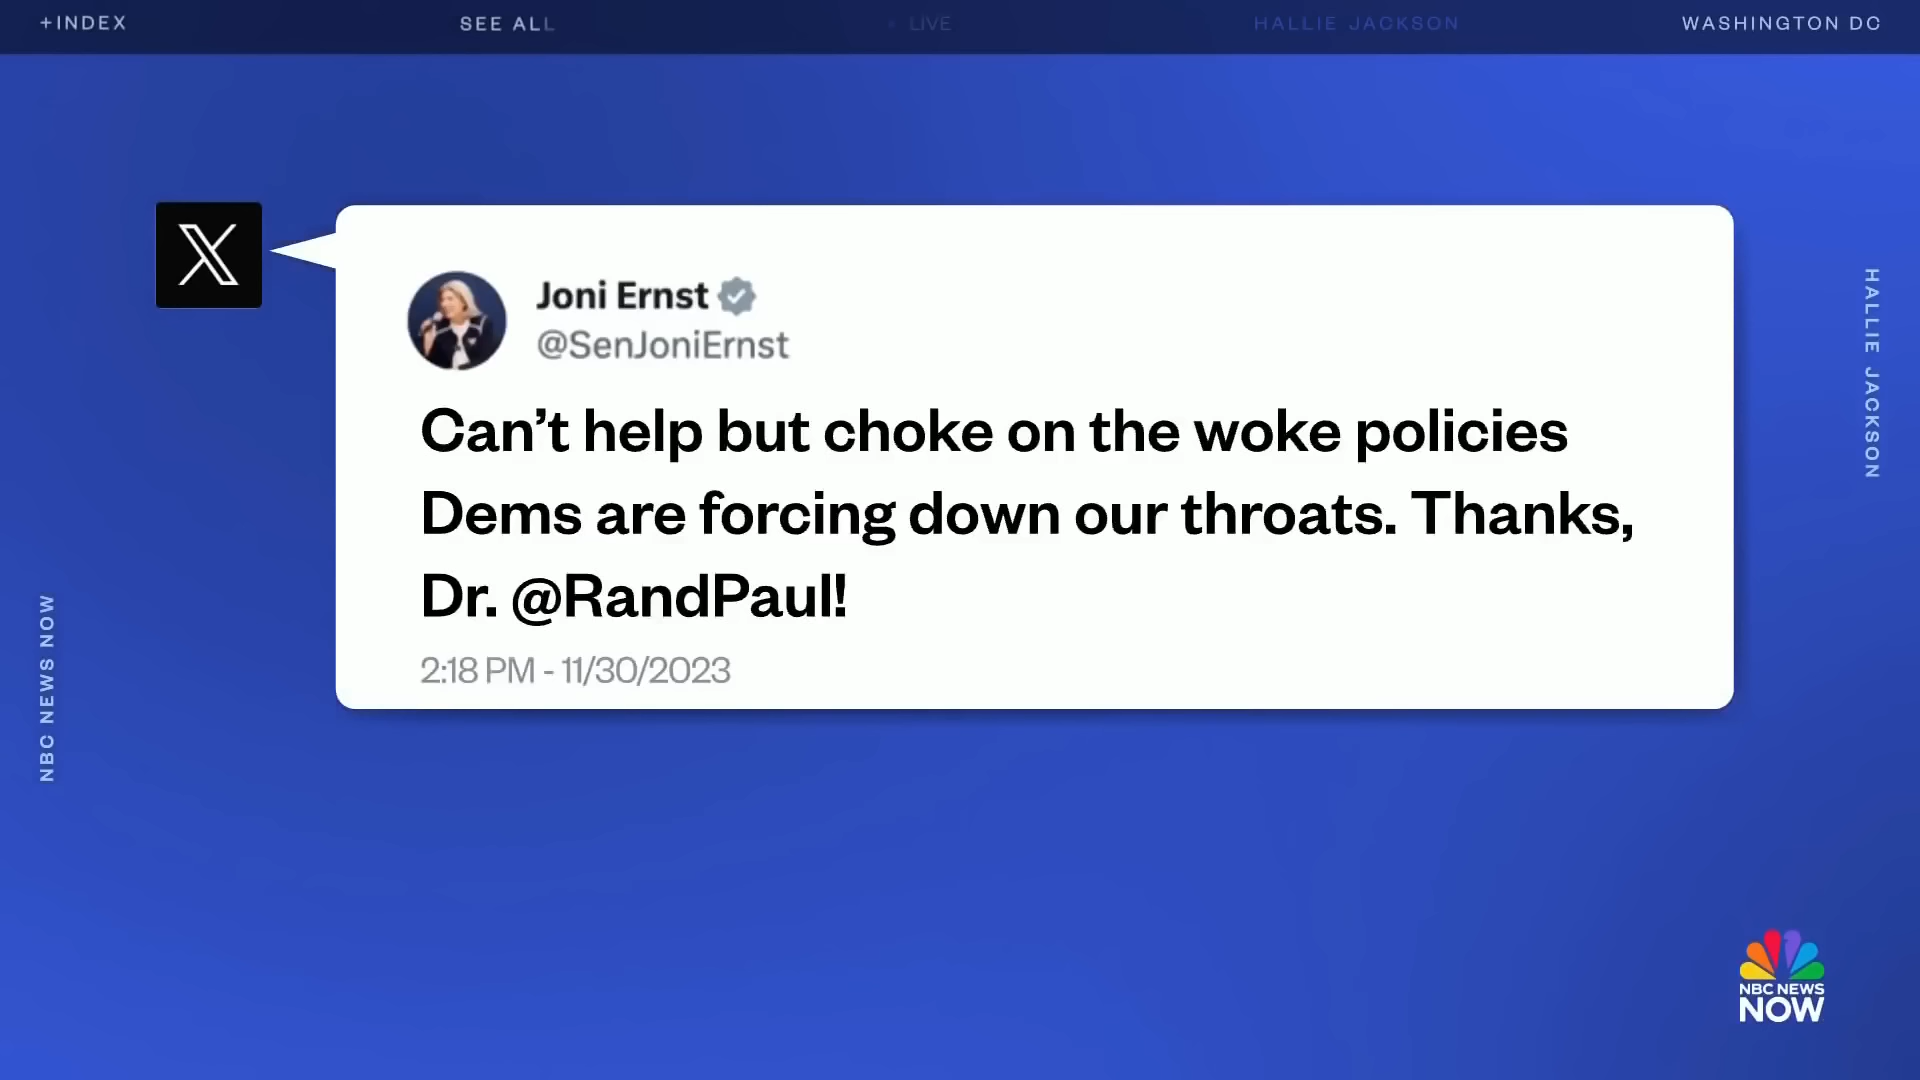 +INDEX
SEE ALL
LIVE
HALLIE JACKSON
WASHINGTON DC
Joni Ernst
@SenJoniErnst
Can’t help but choke on the woke policies
Dems are forcing down our throats. Thanks,
Dr. @RandPaul!
2:18 PM - 11/30/2023
HALLIE JACKSON
NBC NEWS NOW
NBC NEWS
NOW